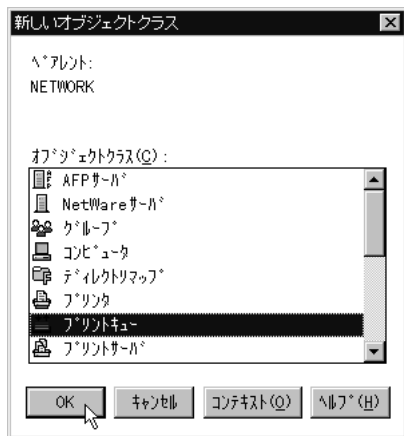 新しいオブジェクトクラス
ﾍﾟｱﾚﾝﾄ:
NETWORK
ｵﾌﾞｼﾞｪｸﾄｸﾗｽ(C):
AFPｻｰﾊﾞ
NetWareｻｰﾊﾞ
ｸﾞﾙｰﾌﾟ
ｺﾝﾋﾟｭｰﾀ
ﾃﾞｨﾚｸﾄﾘﾏｯﾌﾟ
ﾌﾟﾘﾝﾀ
ﾌﾟﾘﾝﾄｷｭｰ
ﾌﾟﾘﾝﾄｻｰﾊﾞ
OK ｷｬﾝｾﾙ ｺﾝﾃｷｽﾄ(O) ﾍﾙﾌﾟ(H)